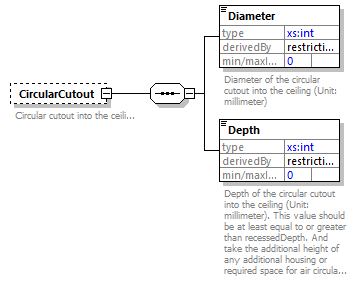 Diameter
type xs:int
derivedBy restricti...
min/maxI... 0
Diameter of the circular
cutout into the ceiling (Unit:
millimeter)
CircularCutout
Circular cutout into the ceili...
Depth
type xs:int
derivedBy restricti...
min/maxI... 0
Depth of the circular cutout
into the ceiling (Unit:
millimeter). This value should
be at least equal to or greater
than recessedDepth. And
take the additional height of
any additional housing or
required space for air circula...